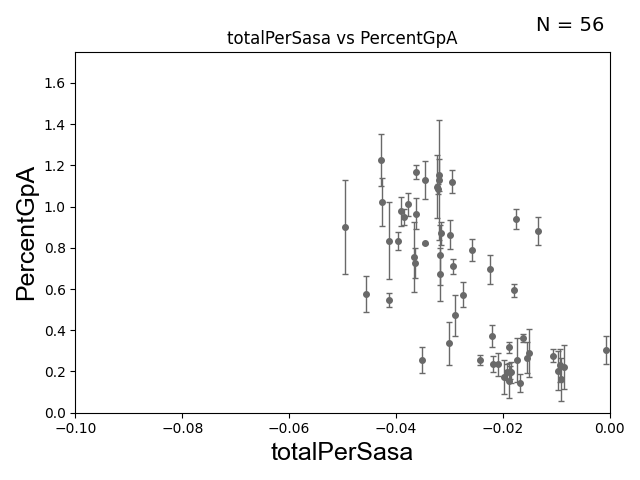 N = 56
totalPerSasa vs PercentGpA
PercentGpA
1.6
1.4
1.2
1.0
0.8
0.6
0.4
0.2
0.0
−0.10 −0.08 −0.06 −0.04 −0.02 0.00
totalPerSasa